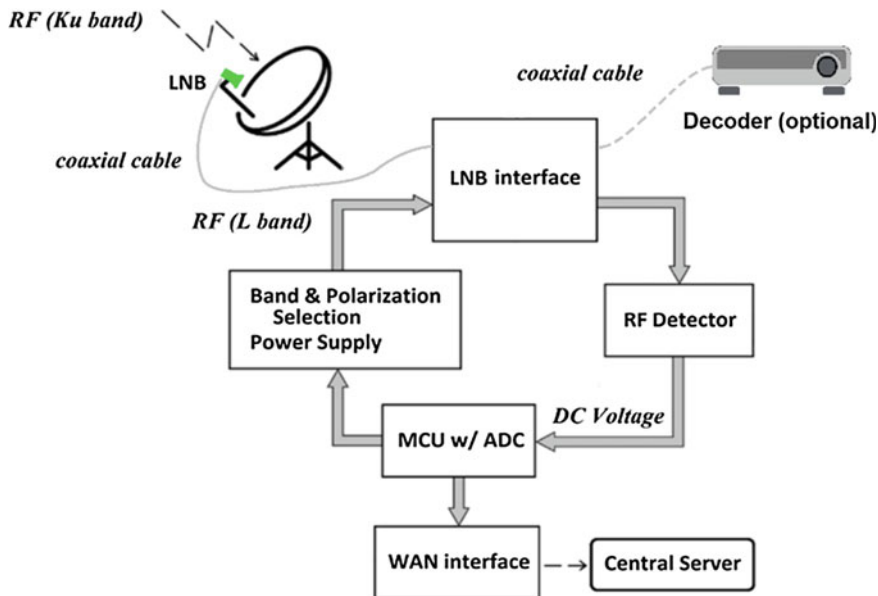 RF (Ku band)
LNB
coaxial cable
coaxial cable
Decoder (optional)
LNB interface
RF (L band)
Band & Polarization
Selection
Power Supply
RF Detector
DC Voltage
MCU w/ ADC
WAN interface
Central Server